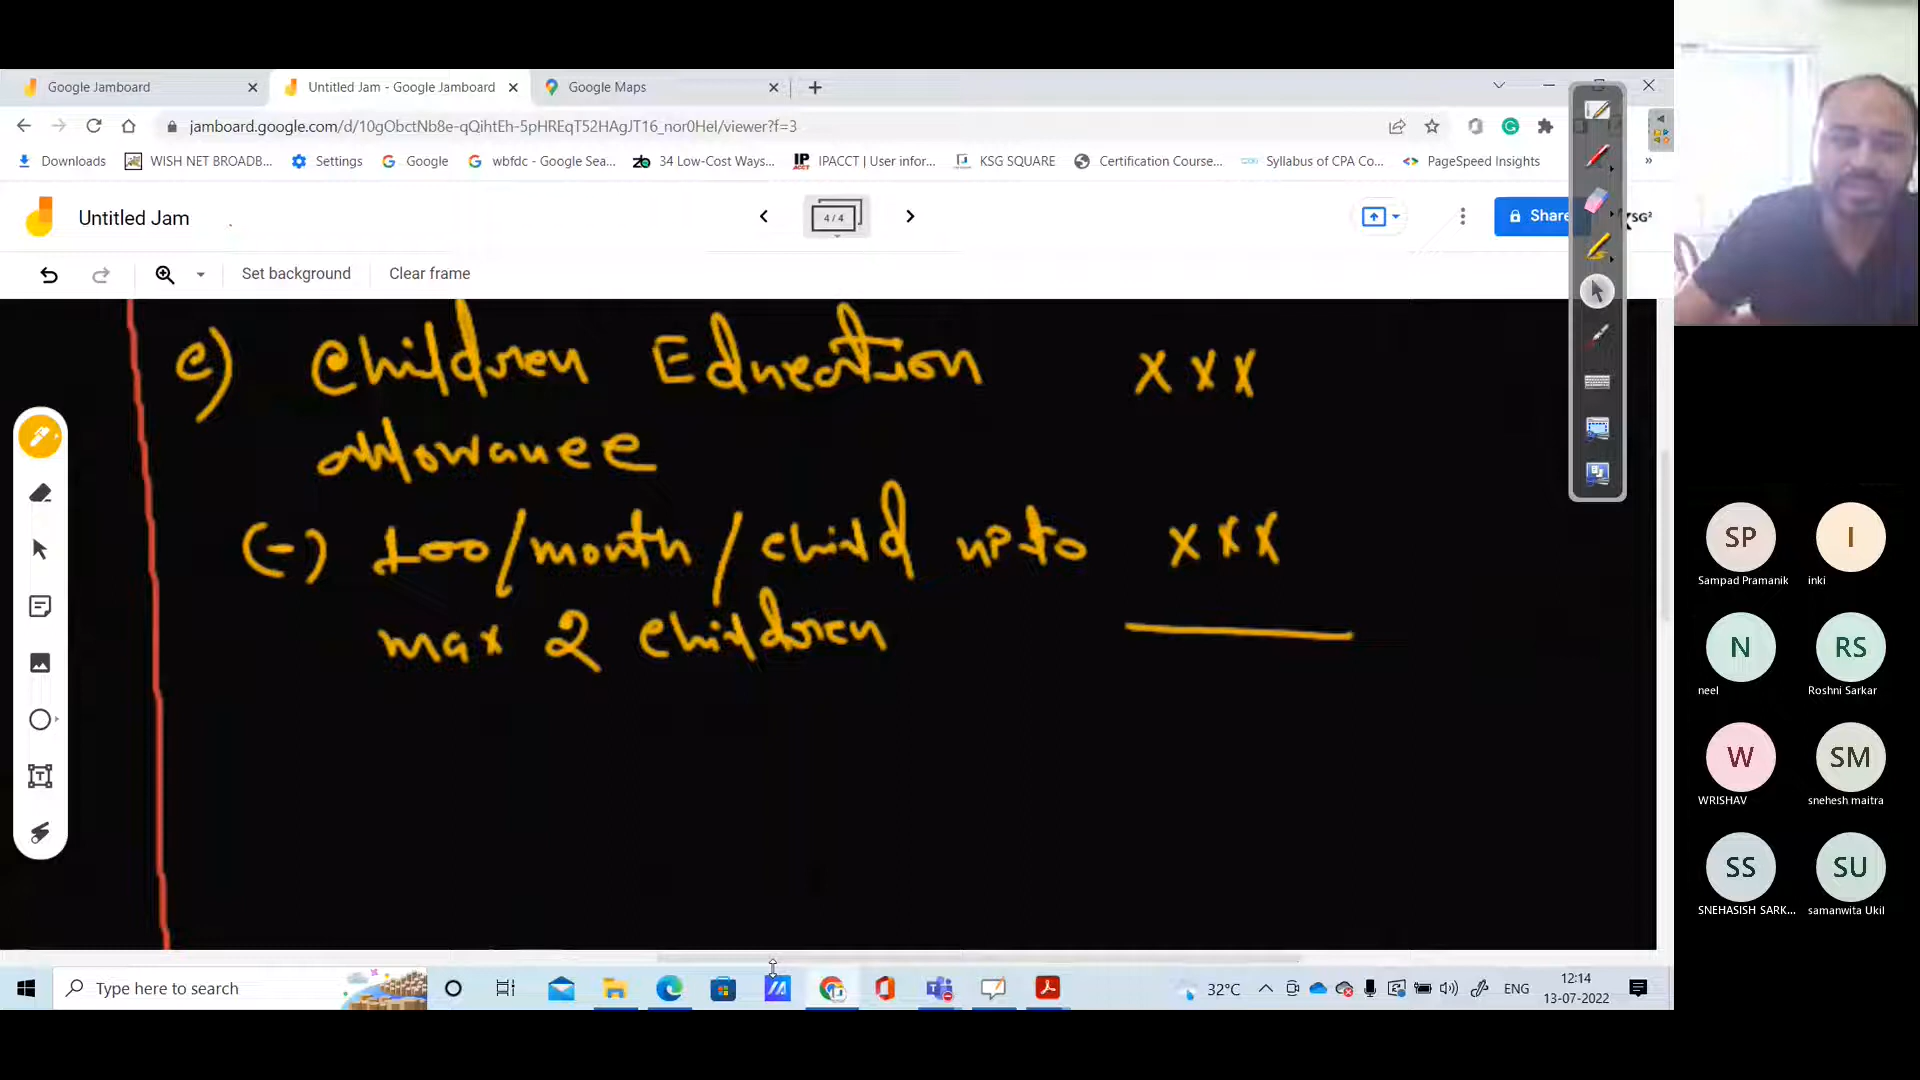 Google Jamboard
Untitled Jam - Google Jamboard
Google Maps
jamboard.google.com/d/10gObctNb8e-qQihtEh-5pHREqT52HAgJT16_nor0HeI/viewer?f=3
Downloads
WISH NET BROADB...
Settings
Google
wbfdc - Google Sea...
34 Low-Cost Ways...
IPACCT | User infor...
KSG SQUARE
Certification Course...
Syllabus of CPA Co...
PageSpeed Insights
»
Untitled Jam
4 / 4
Share
KSG²
Set background
Clear frame
c) Children Education xxx
allowance
(-) 100/month/child upto xxx
max 2 children
SP
Sampad Pramanik
I
inki
N
neel
RS
Roshni Sarkar
W
WRISHAV
SM
snehesh maitra
SS
SNEHASISH SARK...
SU
samanwita Ukil
Type here to search
32°C
ENG
12:14
13-07-2022